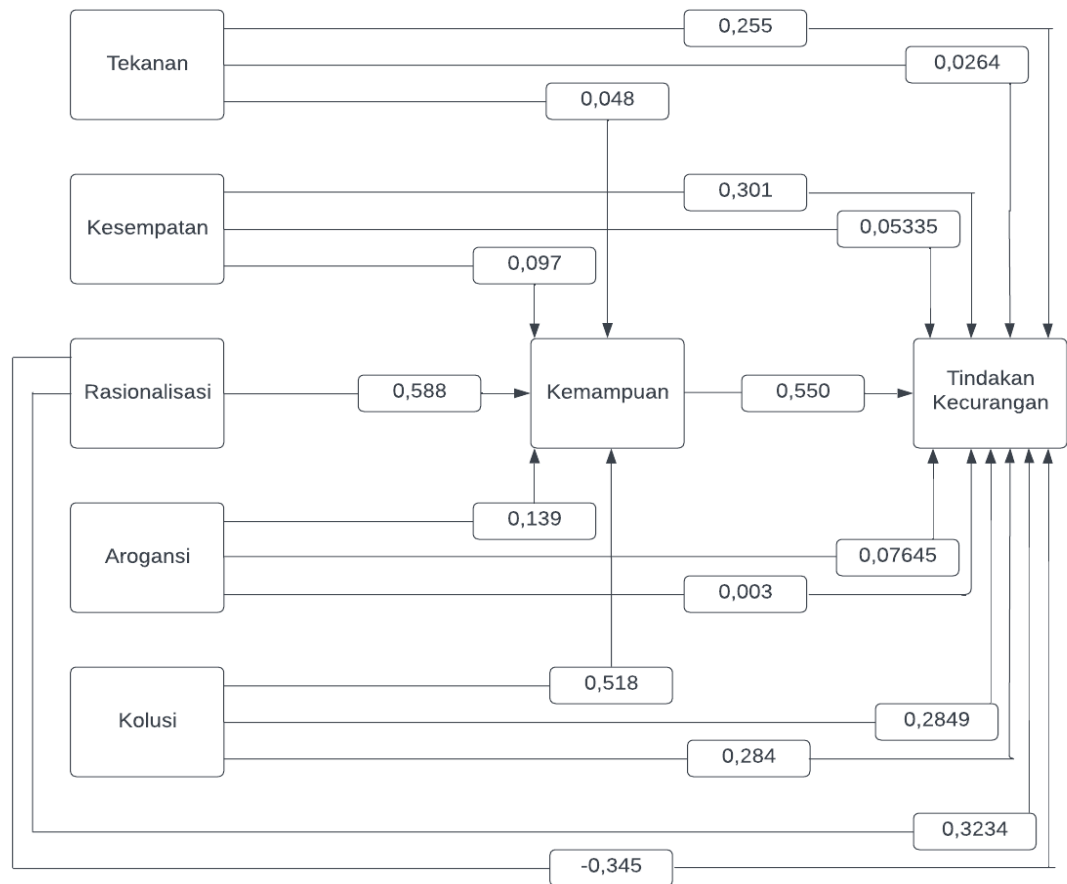 0,255
Tekanan
0,0264
0,048
0,301
Kesempatan
0,05335
0,097
Rasionalisasi
0,588
Kemampuan
0,550
Tindakan
Kecurangan
0,139
Arogansi
0,07645
0,003
0,518
Kolusi
0,2849
0,284
0,3234
-0,345